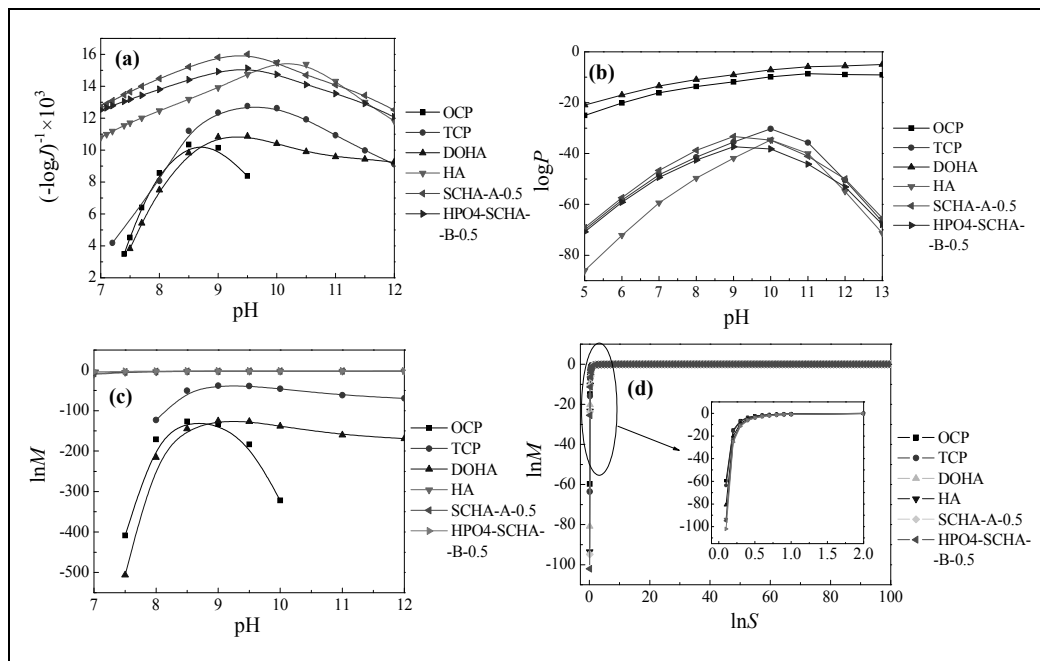 (a)
(-logJ)⁻¹×10³
16
14
12
10
8
6
4
2
7 8 9 10 11 12
pH
OCP
TCP
DOHA
HA
SCHA-A-0.5
HPO4-SCHA-
-B-0.5
(b)
logP
0
-20
-40
-60
-80
5 6 7 8 9 10 11 12 13
pH
OCP
TCP
DOHA
HA
SCHA-A-0.5
HPO4-SCHA-
-B-0.5
(c)
lnM
0
-100
-200
-300
-400
-500
7 8 9 10 11 12
pH
OCP
TCP
DOHA
HA
SCHA-A-0.5
HPO4-SCHA-
-B-0.5
(d)
lnM
0
-20
-40
-60
-80
-100
0 20 40 60 80 100
lnS
0
-20
-40
-60
-80
-100
0.0 0.5 1.0 1.5 2.0
OCP
TCP
DOHA
HA
SCHA-A-0.5
HPO4-SCHA-
-B-0.5